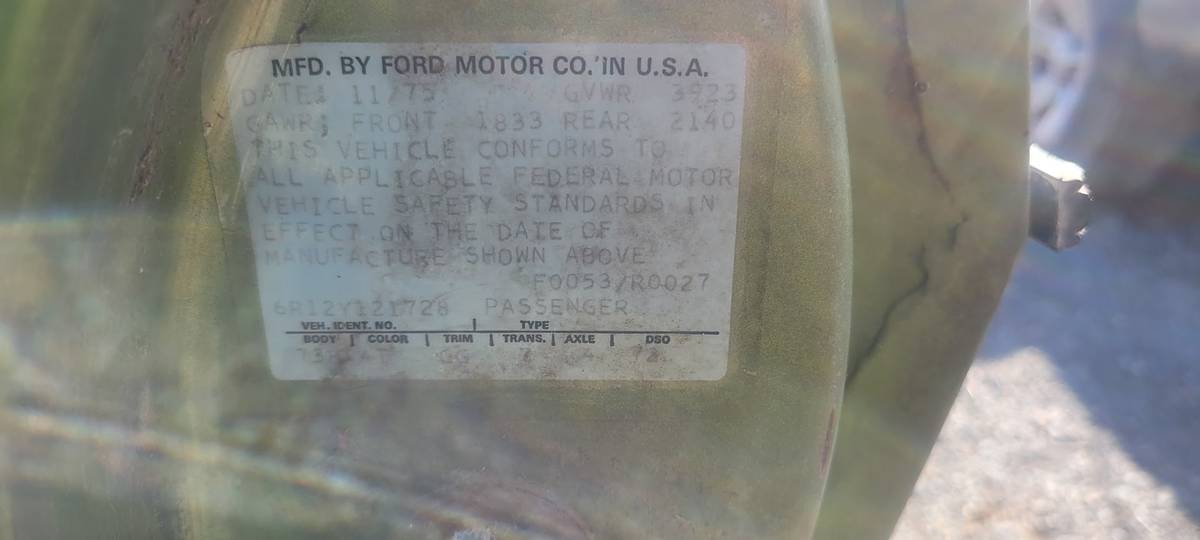 MFD. BY FORD MOTOR CO. IN U.S.A.
DATE: 11/75 GVWR 3923
GAWR; FRONT 1833 REAR 2140
THIS VEHICLE CONFORMS TO
ALL APPLICABLE FEDERAL MOTOR
VEHICLE SAFETY STANDARDS IN
EFFECT ON THE DATE OF
MANUFACTURE SHOWN ABOVE
F0053/R0027
6R12Y121728 PASSENGER
VEH. IDENT. NO. TYPE
BODY COLOR TRIM TRANS. AXLE DSO